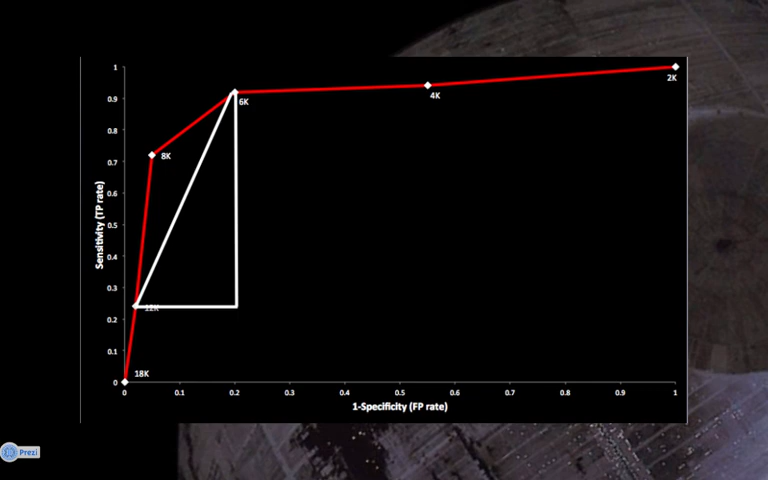 1
0.9
6K
4K
2K
0.8
0.7
8K
0.6
0.5
0.4
0.3
12K
0.2
0.1
0
18K
Sensitivity (TP rate)
0
0.1
0.2
0.3
0.4
0.5
0.6
0.7
0.8
0.9
1
1-Specificity (FP rate)
Prezi